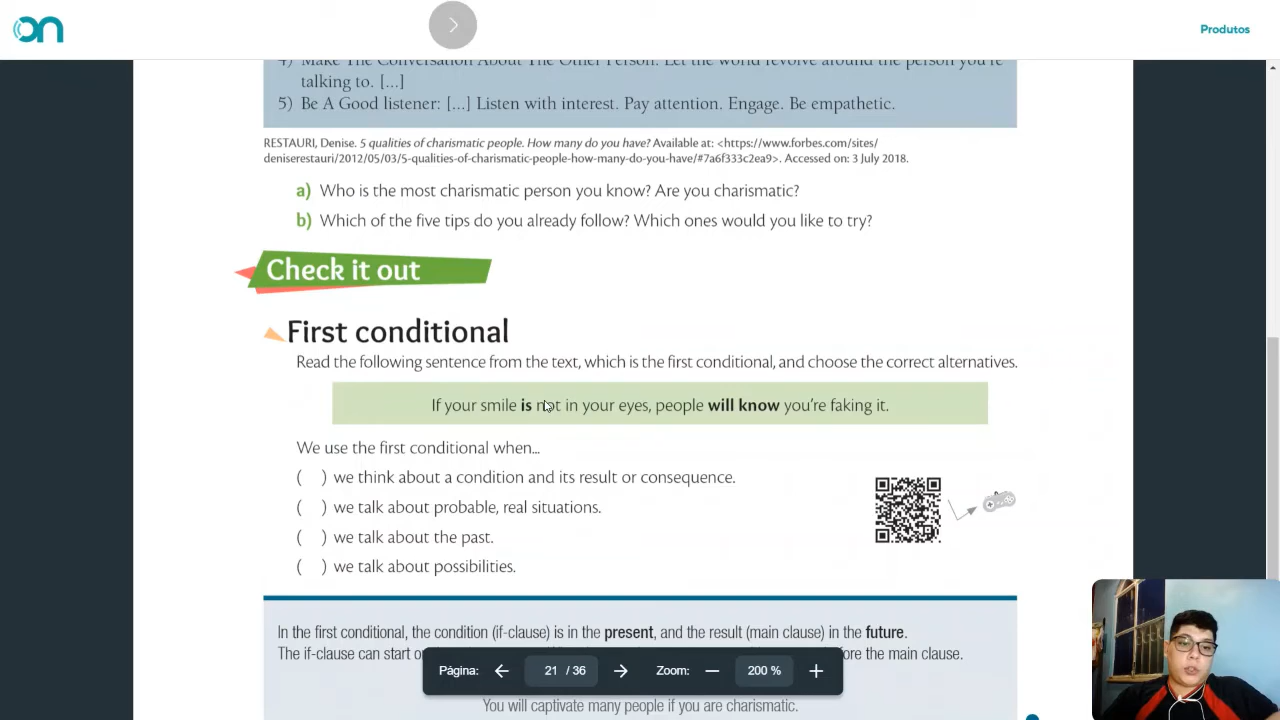 on
Produtos
4) Make The Conversation About The Other Person: Let the world revolve around the person you're
talking to. [...]
5) Be A Good listener: [...] Listen with interest. Pay attention. Engage. Be empathetic.
RESTAURI, Denise. 5 qualities of charismatic people. How many do you have? Available at: <https://www.forbes.com/sites/
deniserestauri/2012/05/03/5-qualities-of-charismatic-people-how-many-do-you-have/#7a6f333c2ea9>. Accessed on: 3 July 2018.
a) Who is the most charismatic person you know? Are you charismatic?
b) Which of the five tips do you already follow? Which ones would you like to try?
Check it out
First conditional
Read the following sentence from the text, which is the first conditional, and choose the correct alternatives.
If your smile is not in your eyes, people will know you're faking it.
We use the first conditional when...
( ) we think about a condition and its result or consequence.
( ) we talk about probable, real situations.
( ) we talk about the past.
( ) we talk about possibilities.
In the first conditional, the condition (if-clause) is in the present, and the result (main clause) in the future.
The if-clause can start the main clause.
Página: 21 / 36 Zoom: 200 %
You will captivate many people if you are charismatic.